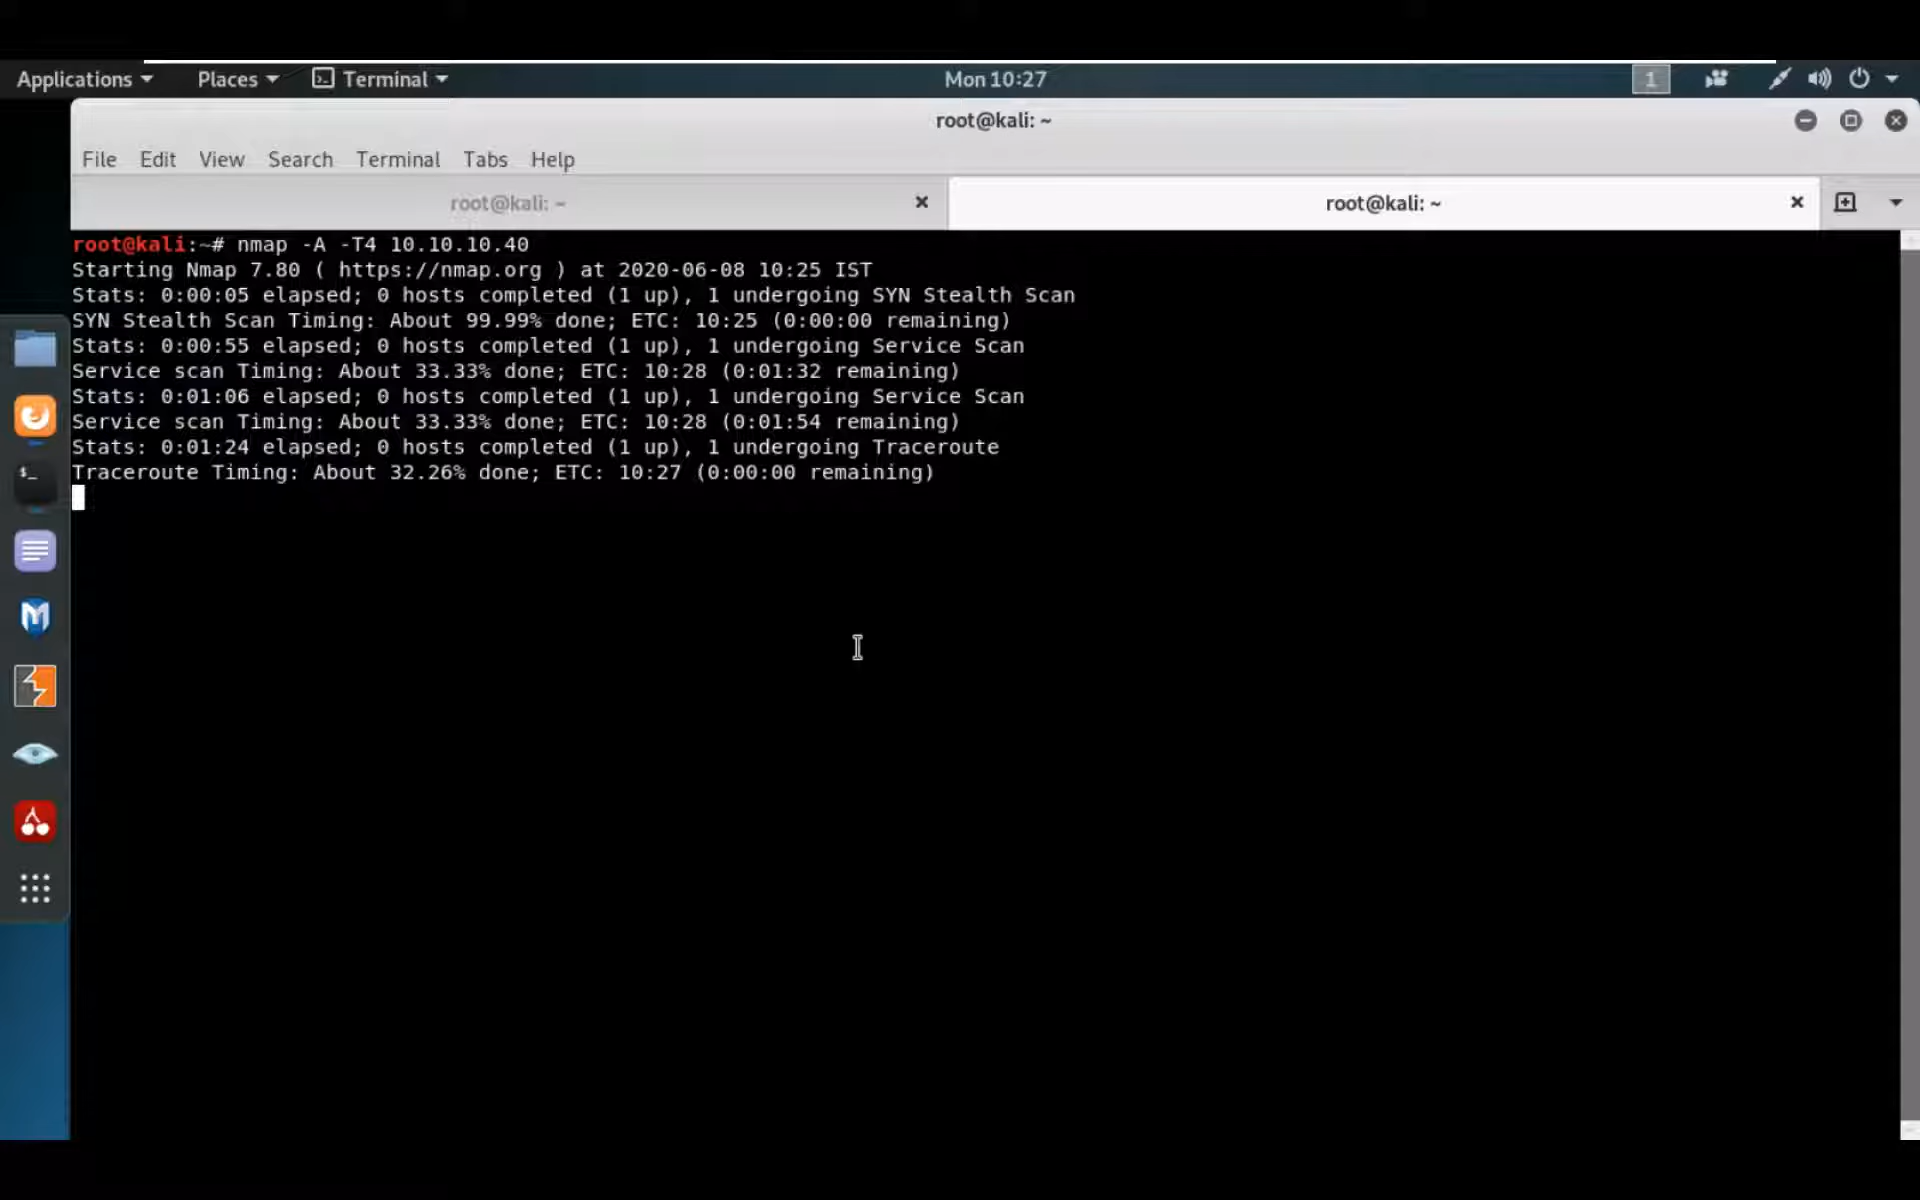 Applications Places Terminal Mon 10:27 1
root@kali: ~
File Edit View Search Terminal Tabs Help
root@kali: ~ root@kali: ~
root@kali:~# nmap -A -T4 10.10.10.40
Starting Nmap 7.80 ( https://nmap.org ) at 2020-06-08 10:25 IST
Stats: 0:00:05 elapsed; 0 hosts completed (1 up), 1 undergoing SYN Stealth Scan
SYN Stealth Scan Timing: About 99.99% done; ETC: 10:25 (0:00:00 remaining)
Stats: 0:00:55 elapsed; 0 hosts completed (1 up), 1 undergoing Service Scan
Service scan Timing: About 33.33% done; ETC: 10:28 (0:01:32 remaining)
Stats: 0:01:06 elapsed; 0 hosts completed (1 up), 1 undergoing Service Scan
Service scan Timing: About 33.33% done; ETC: 10:28 (0:01:54 remaining)
Stats: 0:01:24 elapsed; 0 hosts completed (1 up), 1 undergoing Traceroute
Traceroute Timing: About 32.26% done; ETC: 10:27 (0:00:00 remaining)